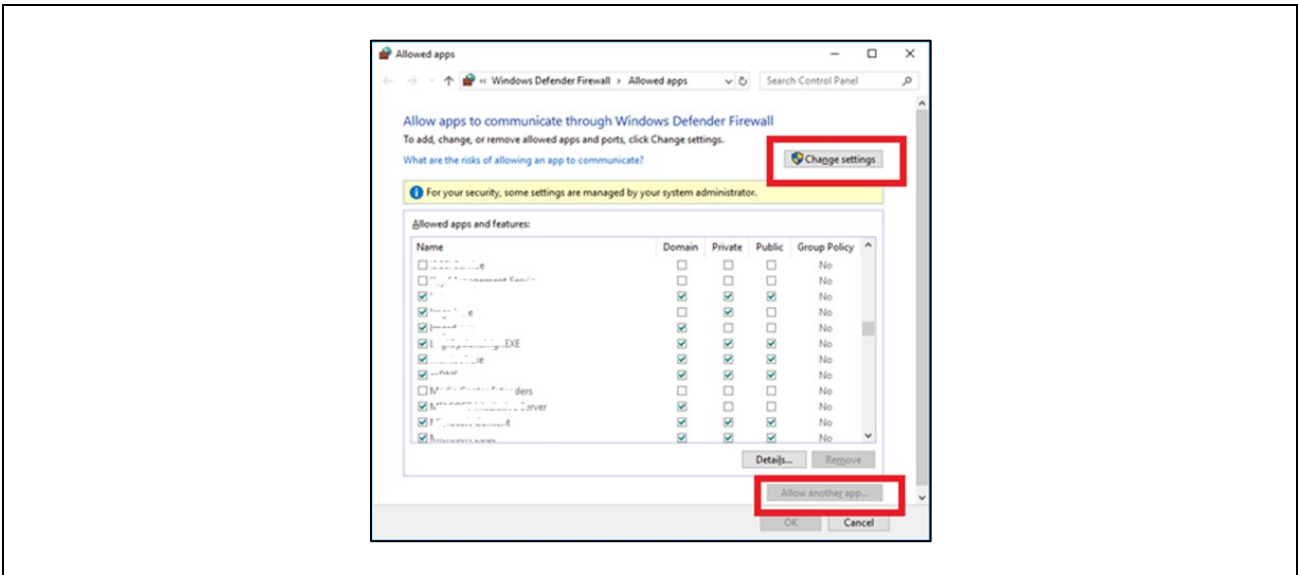 Allowed apps
« Windows Defender Firewall › Allowed apps
Search Control Panel
Allow apps to communicate through Windows Defender Firewall
To add, change, or remove allowed apps and ports, click Change settings.
What are the risks of allowing an app to communicate?
Change settings
For your security, some settings are managed by your system administrator.
Allowed apps and features:
Name Domain Private Public Group Policy
No
No
No
No
No
.EXE No
No
No
No
No
No
No
Details... Remove
Allow another app...
OK Cancel